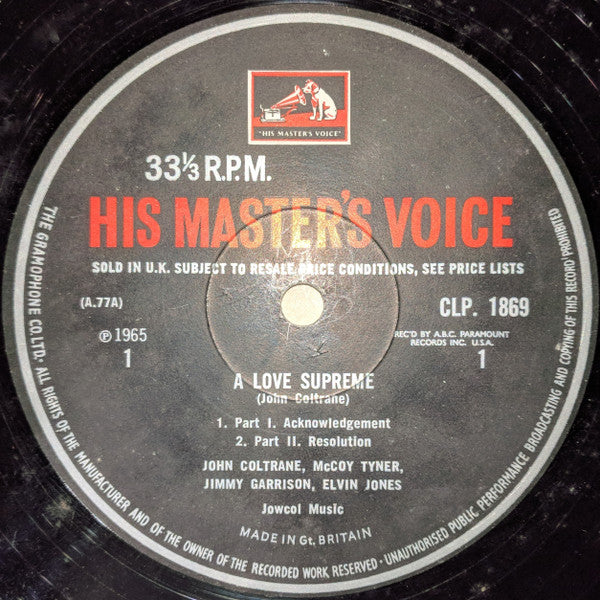 "HIS MASTER'S VOICE"
33⅓ R.P.M.
HIS MASTER'S VOICE
SOLD IN U.K. SUBJECT TO RESALE PRICE CONDITIONS, SEE PRICE LISTS
(A.77A)
CLP. 1869
℗ 1965
1
REC'D BY A.B.C. PARAMOUNT
RECORDS INC. U.S.A.
1
A LOVE SUPREME
(John Coltrane)
1. Part I. Acknowledgement
2. Part II. Resolution
JOHN COLTRANE, McCOY TYNER,
JIMMY GARRISON, ELVIN JONES
Jowcol Music
MADE IN Gt. BRITAIN
THE GRAMOPHONE CO. LTD. · ALL RIGHTS OF THE MANUFACTURER AND OF THE OWNER OF THE RECORDED WORK RESERVED · UNAUTHORISED PUBLIC PERFORMANCE BROADCASTING AND COPYING OF THIS RECORD PROHIBITED